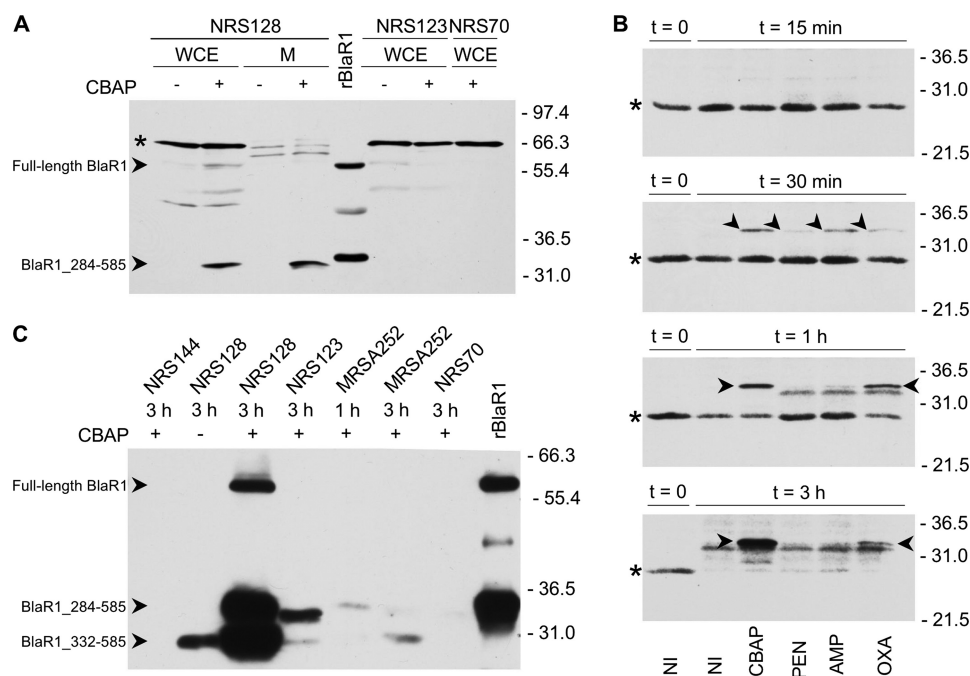 A
NRS128
NRS123
NRS70
WCE
M
rBlaR1
WCE
WCE
CBAP
-
+
-
+
-
+
+
*
Full-length BlaR1
BlaR1_284-585
- 97.4
- 66.3
- 55.4
- 36.5
- 31.0
B
t = 0
t = 15 min
*
- 36.5
- 31.0
- 21.5
t = 0
t = 30 min
*
- 36.5
- 31.0
- 21.5
t = 0
t = 1 h
*
- 36.5
- 31.0
- 21.5
t = 0
t = 3 h
*
- 36.5
- 31.0
- 21.5
NI
NI
CBAP
PEN
AMP
OXA
C
NRS144
NRS128
NRS128
NRS123
MRSA252
MRSA252
NRS70
rBlaR1
3 h
3 h
3 h
3 h
1 h
3 h
3 h
CBAP
+
-
+
+
+
+
+
Full-length BlaR1
BlaR1_284-585
BlaR1_332-585
- 66.3
- 55.4
- 36.5
- 31.0